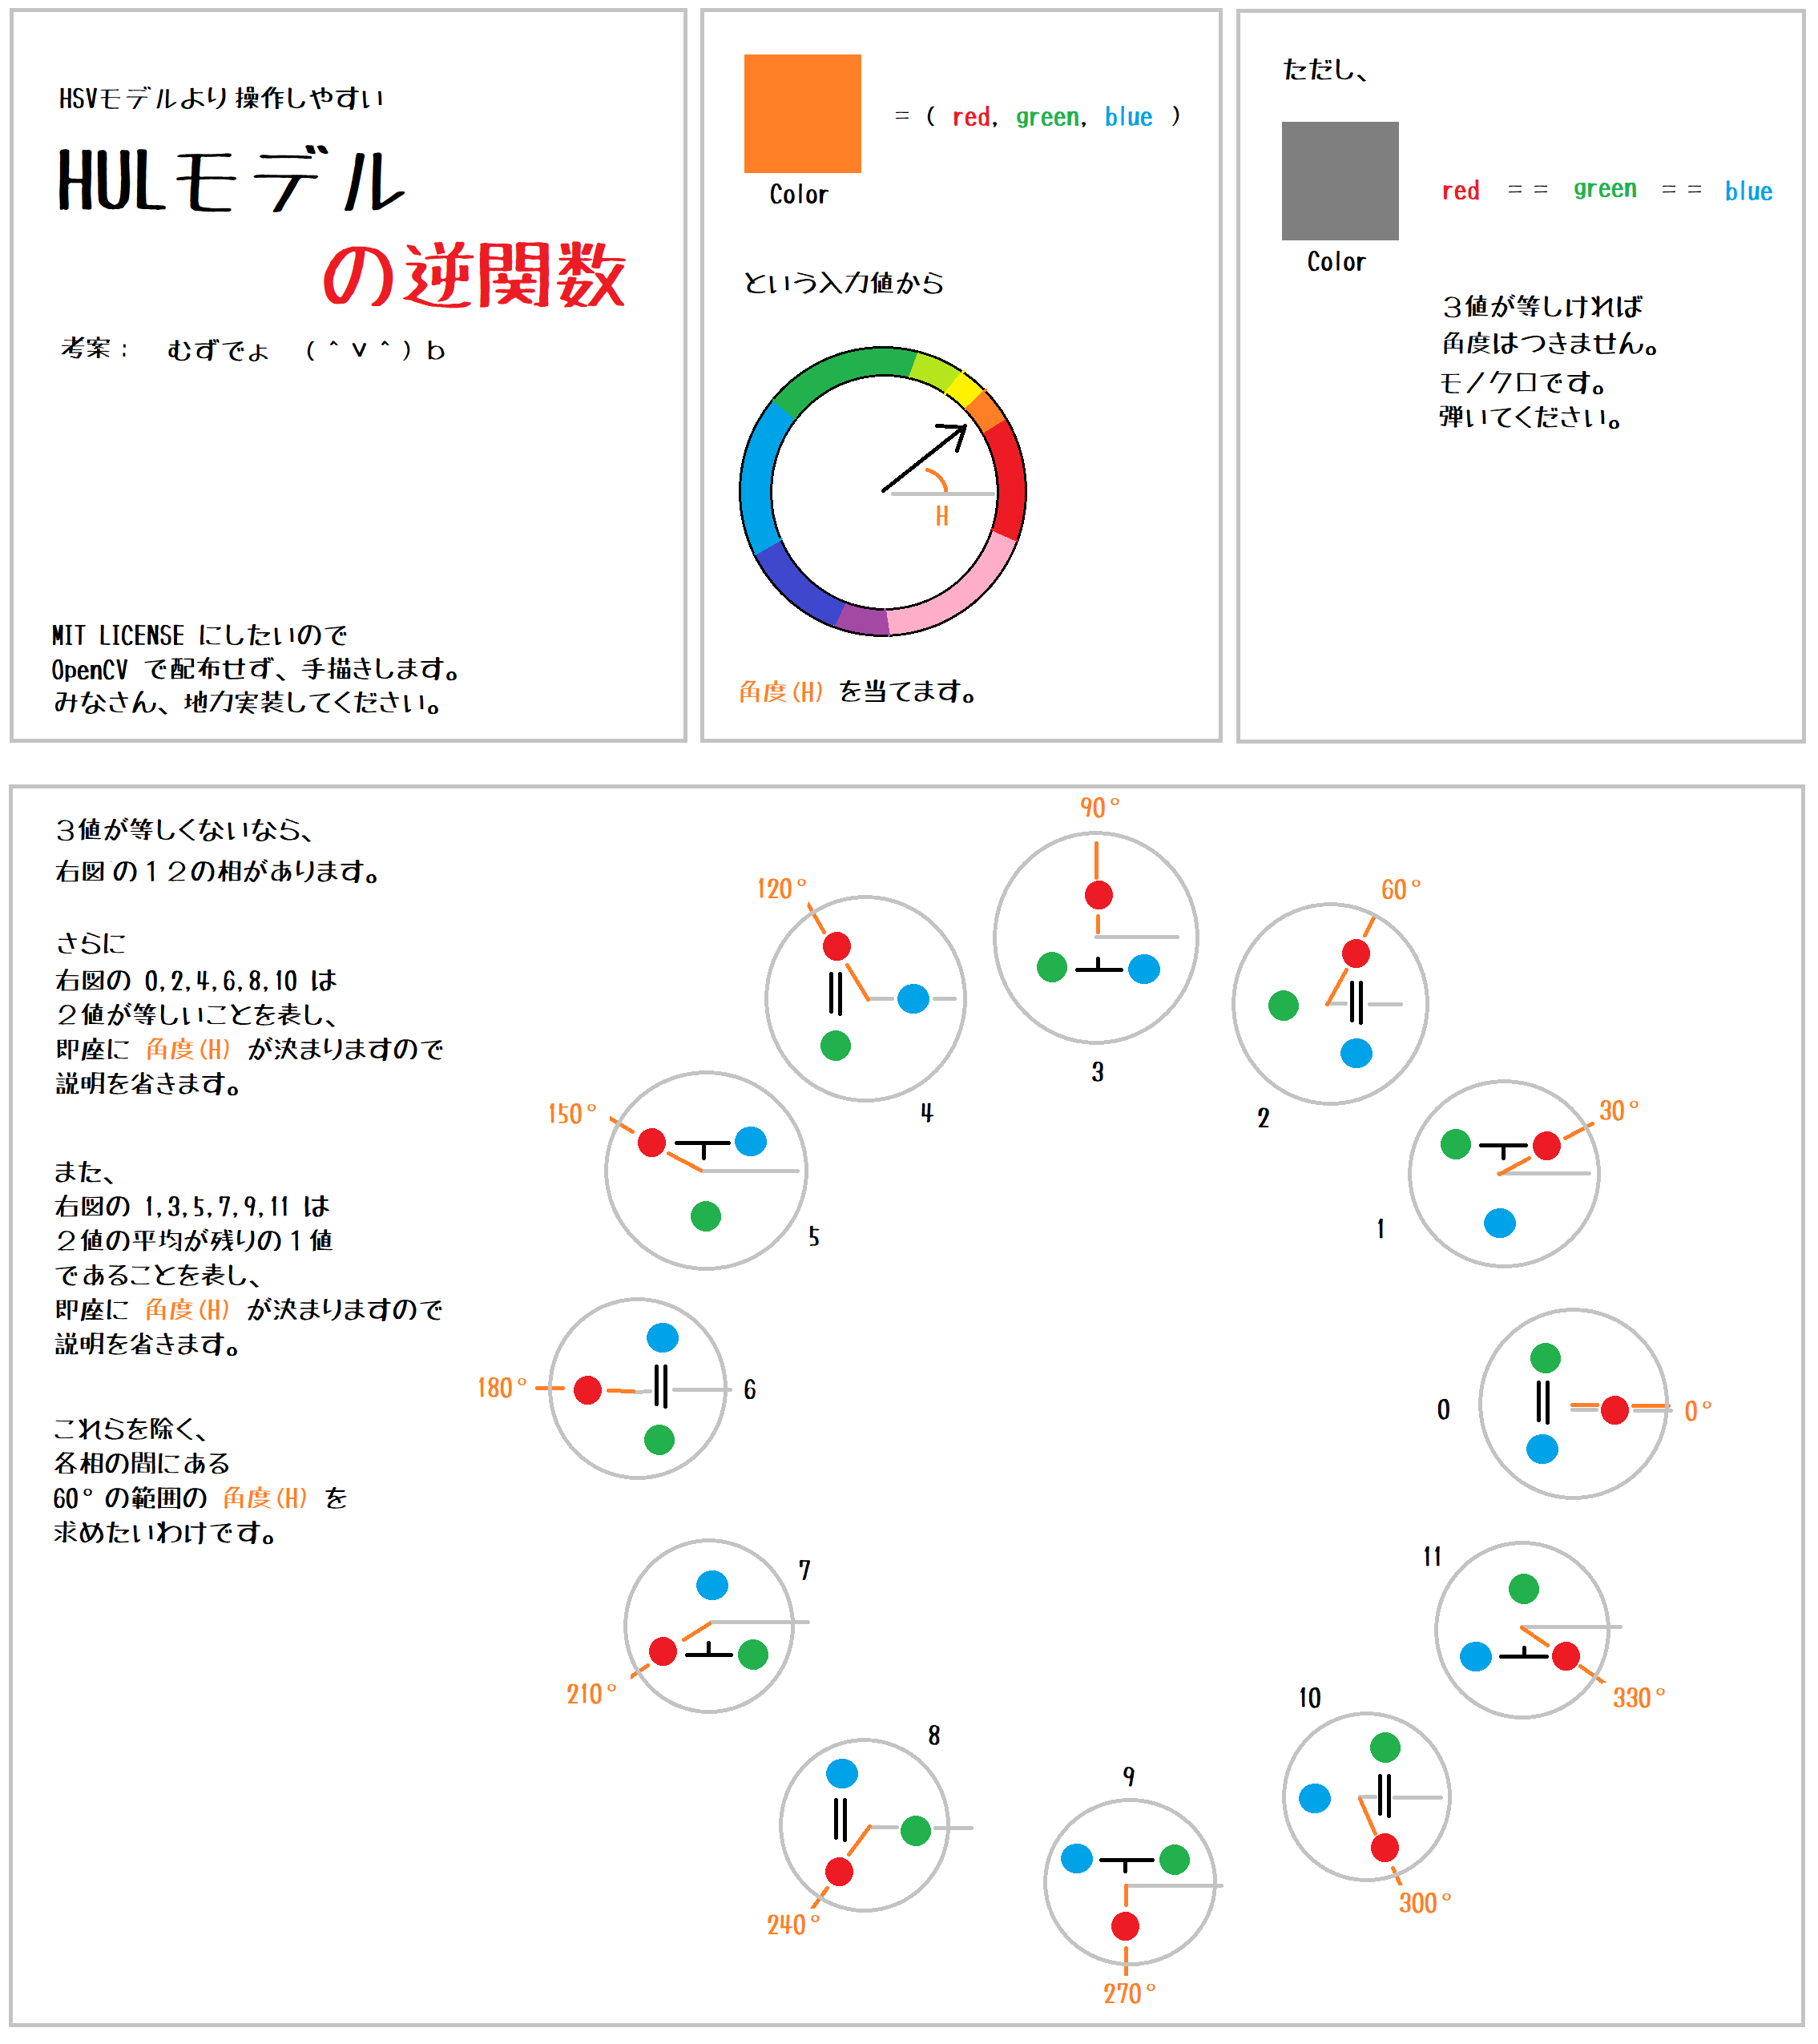 HSVモデルより操作しやすい
HULモデル
の逆関数
考案： むずでょ （＾ｖ＾）ｂ
MIT LICENSE にしたいので
OpenCV で配布せず、手描きします。
みなさん、地力実装してください。
= ( red, green, blue )
Color
という入力値から
H
角度(H) を当てます。
ただし、
red == green == blue
Color
３値が等しければ
角度はつきません。
モノクロです。
弾いてください。
３値が等しくないなら、
右図の１２の相があります。
さらに
右図の 0,2,4,6,8,10 は
２値が等しいことを表し、
即座に 角度(H) が決まりますので
説明を省きます。
また、
右図の 1,3,5,7,9,11 は
２値の平均が残りの１値
であることを表し、
即座に 角度(H) が決まりますので
説明を省きます。
これらを除く、
各相の間にある
60°の範囲の 角度(H) を
求めたいわけです。
0°
0
30°
1
60°
2
90°
3
120°
4
150°
5
180°
6
210°
7
240°
8
270°
9
300°
10
330°
11